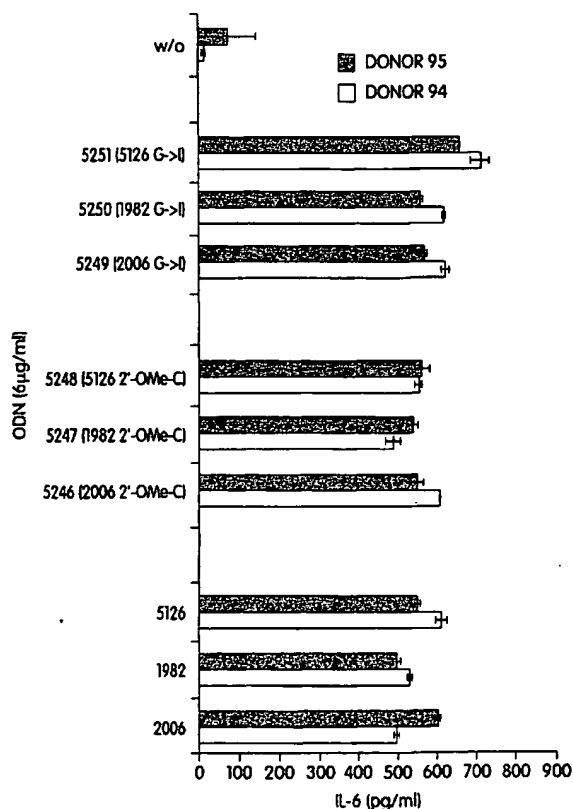 w/o
DONOR 95
DONOR 94
5251 (5126 G->I)
5250 (1982 G->I)
5249 (2006 G->I)
5248 (5126 2'-OMe-C)
5247 (1982 2'-OMe-C)
5246 (2006 2'-OMe-C)
5126
1982
2006
ODN (6µg/ml)
0 100 200 300 400 500 600 700 800 900
IL-6 (pg/ml)